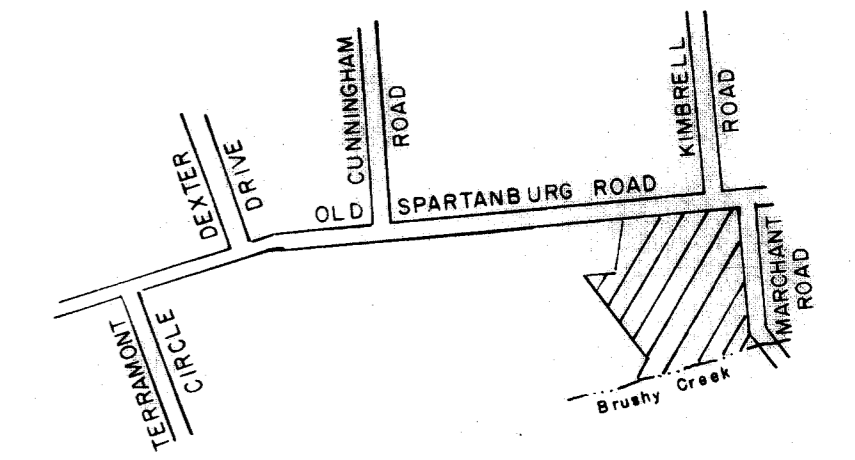 DEXTER
DRIVE
CUNNINGHAM
ROAD
KIMBRELL
ROAD
OLD SPARTANBURG ROAD
MARCHANT
ROAD
TERRAMONT
CIRCLE
Brushy Creek